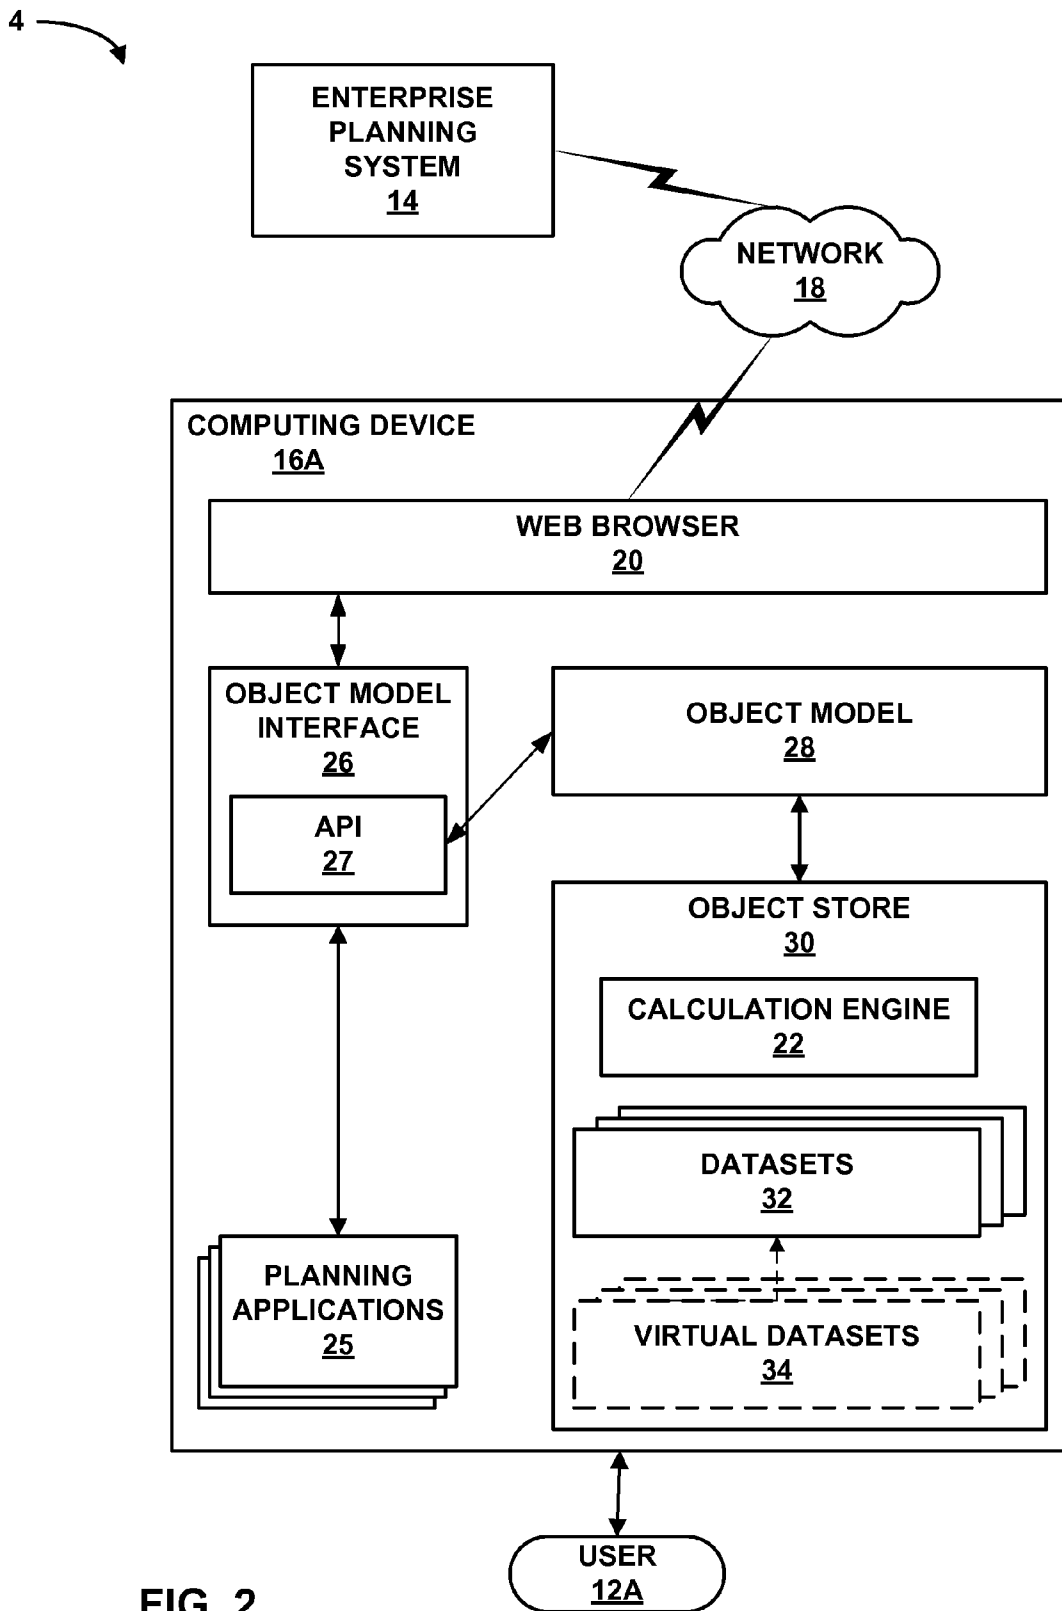 4
ENTERPRISE
PLANNING
SYSTEM
14
NETWORK
18
COMPUTING DEVICE
16A
WEB BROWSER
20
OBJECT MODEL
INTERFACE
26
API
27
OBJECT MODEL
28
OBJECT STORE
30
CALCULATION ENGINE
22
DATASETS
32
PLANNING
APPLICATIONS
25
VIRTUAL DATASETS
34
USER
12A
FIG. 2